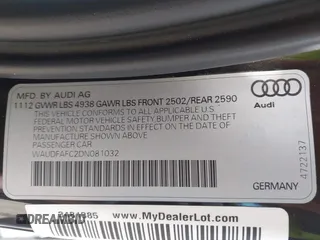 MFD. BY AUDI AG
1112 GVWR LBS 4938 GAWR LBS FRONT 2502/REAR 2590
THIS VEHICLE CONFORMS TO ALL APPLICABLE
FEDERAL MOTOR VEHICLE SAFETY, BUMPER AND THEFT
PREVENTION STANDARDS IN EFFECT ON THE DATE OF
MANUFACTURE SHOWN ABOVE.
PASSENGER CAR
WAUDFAFC2DN081032
Audi
4722137
GERMANY
DREAMBID
www.MyDealerLot.com